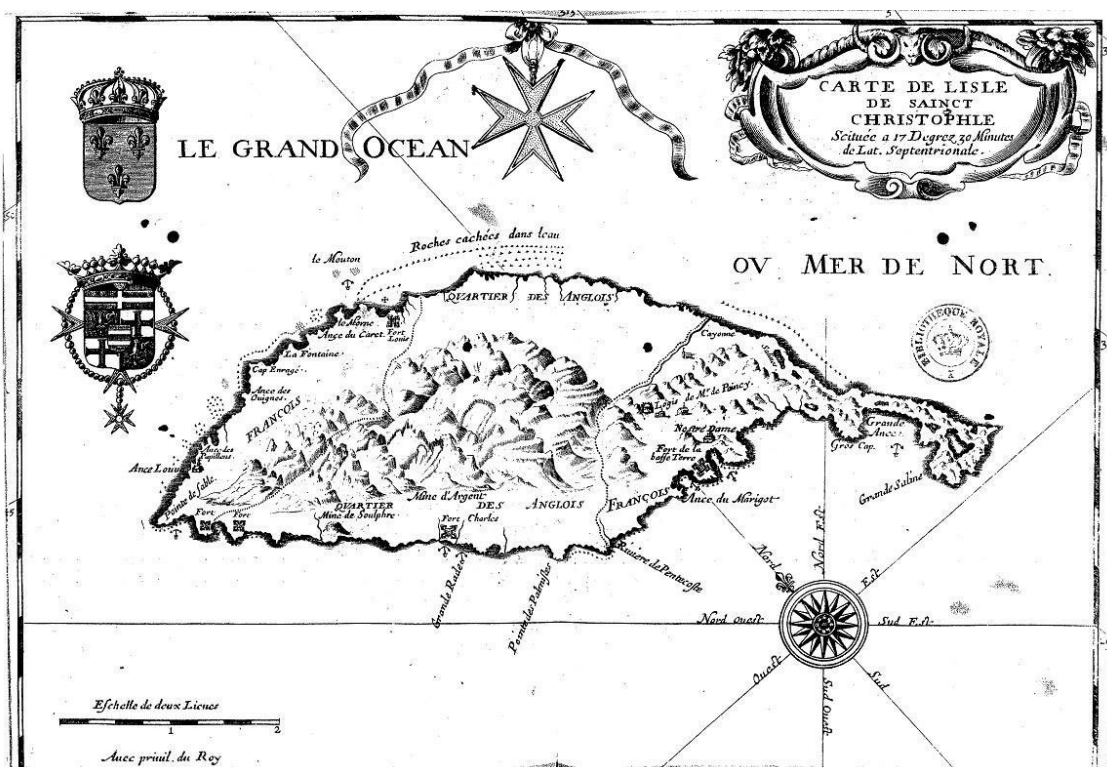 CARTE DE LISLE
DE SAINCT
CHRISTOPHLE
Scituée a 17 Degrez 30 Minutes
de Lat. Septentrionale.
LE GRAND OCEAN
OV MER DE NORT.
BIBLIOTHEQUE ROYALE
Roches cachées dans leau
le Mouton
QVARTIER DES ANGLOIS
le Morne
Ance du Caret
Fort Louis
La Fontaine
Cap Enragé
Ance des
Ouignes
FRANÇOIS
Ance des
Papillons
Ance Louuet
Pointe de Sable
Fort
Fort
Cayonne
Logis de Mr. de Poincy
Nostre Dame
Fort de la
basse Terre
Grande
Ance
Gros Cap.
Grande Saline
Mine d'Argent
QVARTIER DES ANGLOIS
Mine de Soulphre
Fort Charles
FRANÇOIS
Ance du Marigot
Riuiere de Pentecoste
Grande Rade
Pointe des Palmistes
Nord
Nord Est
Est
Nord Ouest
Sud Est
Ouest
Sud Ouest
Sud
Eschelle de deux Lieues
1 2
Auec priuil. du Roy